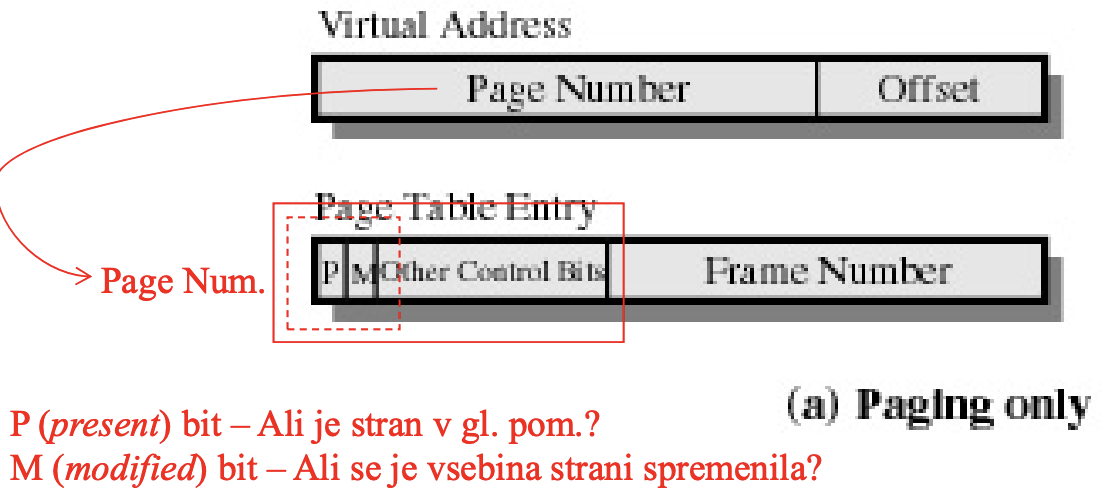 Virtual Address
Page Number Offset
Page Table Entry
Page Num. P M Other Control Bits Frame Number
(a) Paging only
P (present) bit – Ali je stran v gl. pom.?
M (modified) bit – Ali se je vsebina strani spremenila?